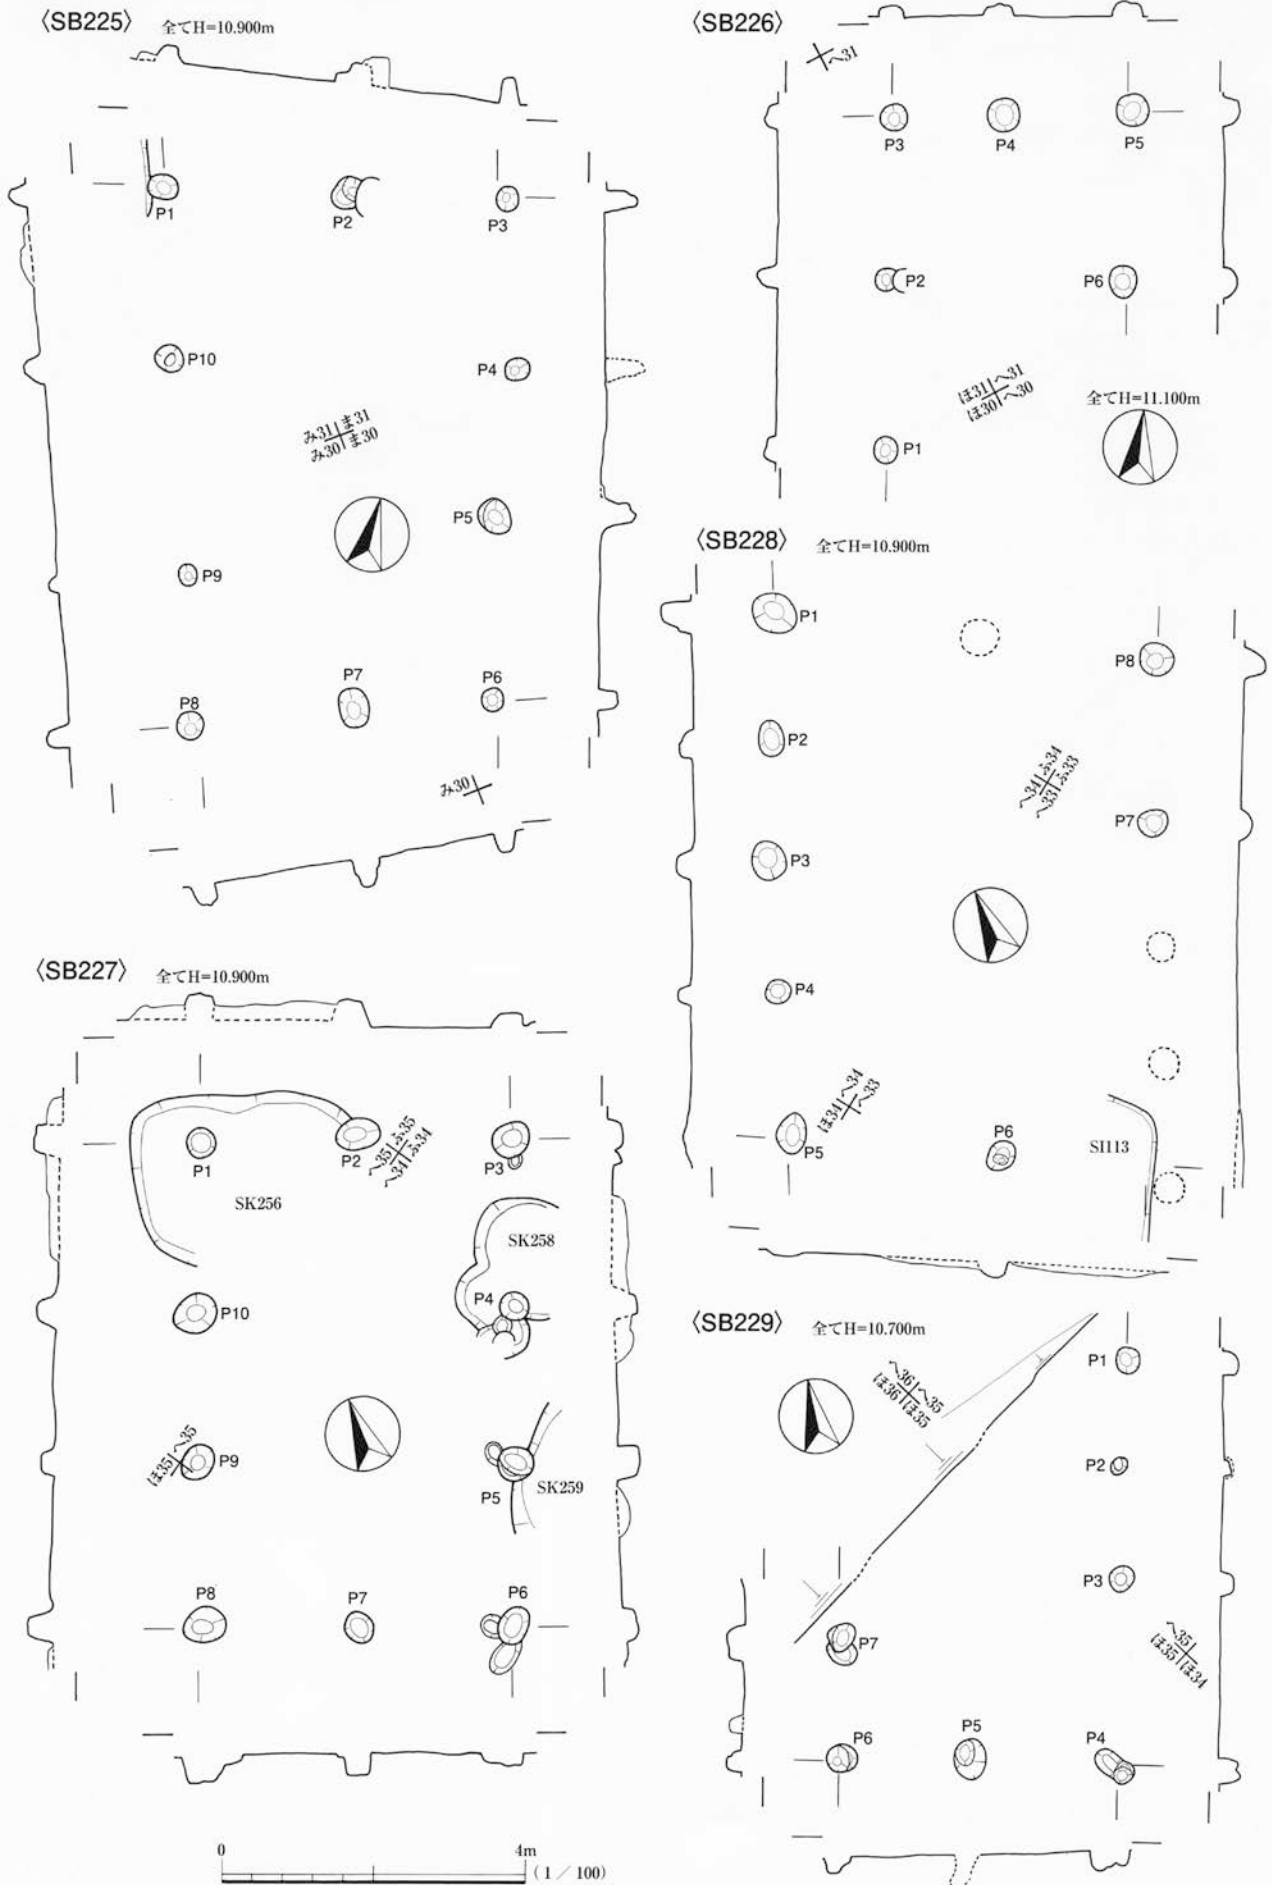 〈SB225〉 全てH=10.900m
P1
P2
P3
P10
P4
み31 ま31
み30 ま30
P5
P9
P7
P6
P8
み30
〈SB226〉
へ31
P3
P4
P5
P2
P6
ほ31 へ31
ほ30 へ30
全てH=11.100m
P1
〈SB228〉 全てH=10.900m
P1
P8
P2
へ34 ふ34
へ33 ふ33
P7
P3
P4
ほ34 へ34
へ33
P5
P6
SI113
〈SB227〉 全てH=10.900m
P1
P2
へ35 ふ35
へ34 ふ34
P3
SK256
SK258
P4
P10
ほ35 へ35
P9
P5
SK259
P8
P7
P6
〈SB229〉 全てH=10.700m
P1
へ36 へ35
ほ36 ほ35
P2
P3
へ35
ほ35 ほ34
P7
P6
P5
P4
0 4m
(1/100)